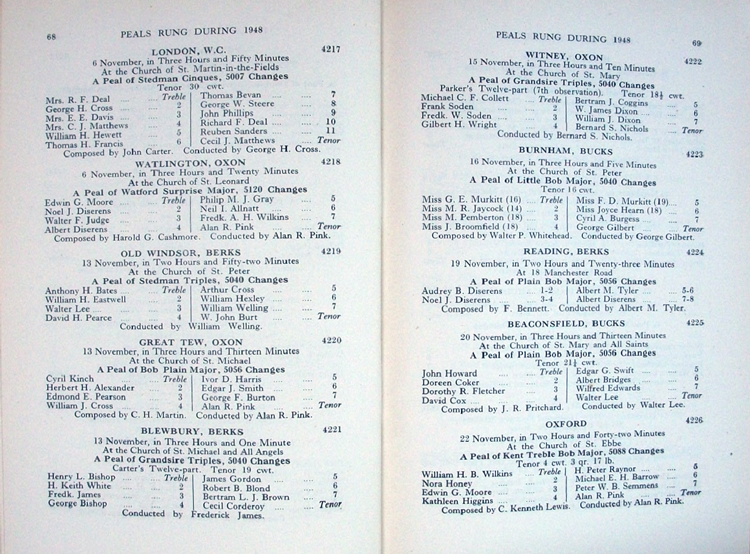 68 PEALS RUNG DURING 1948
LONDON, W.C. 4217
6 November, in Three Hours and Fifty Minutes
At the Church of St. Martin-in-the-Fields
A Peal of Stedman Cinques, 5007 Changes
Tenor 30 cwt.
Mrs. R. F. Deal .... Treble Thomas Bevan .... .... 7
George H. Cross .... 2 George W. Steere .... 8
Mrs. E. E. Davis .... 3 John Phillips .... .... 9
Mrs. C. J. Matthews .... 4 Richard F. Deal .... 10
William H. Hewett .... 5 Reuben Sanders .... 11
Thomas H. Francis .... 6 Cecil J. Matthews .... Tenor
Composed by John Carter. Conducted by George H. Cross.
WATLINGTON, OXON 4218
6 November, in Three Hours and Twenty Minutes
At the Church of St. Leonard
A Peal of Watford Surprise Major, 5120 Changes
Edwin G. Moore .... Treble Philip M. J. Gray .... 5
Noel J. Diserens .... 2 Neil I. Allnatt .... 6
Walter F. Judge .... 3 Fredk. A. H. Wilkins .... 7
Albert Diserens .... 4 Alan R. Pink .... .... Tenor
Composed by Harold G. Cashmore. Conducted by Alan R. Pink.
OLD WINDSOR, BERKS 4219
13 November, in Two Hours and Fifty-two Minutes
At the Church of St. Peter
A Peal of Stedman Triples, 5040 Changes
Anthony H. Bates .... Treble Arthur Cross .... .... 5
William H. Eastwell .... 2 William Hexley .... 6
Walter Lee .... .... 3 William Welling .... 7
David H. Pearce .... 4 W. John Burt .... Tenor
Conducted by William Welling.
GREAT TEW, OXON 4220
13 November, in Three Hours and Thirteen Minutes
At the Church of St. Michael
A Peal of Bob Plain Major, 5056 Changes
Cyril Kinch .... Treble Ivor D. Harris .... .... 5
Herbert H. Alexander .... 2 Edgar J. Smith .... 6
Edmond E. Pearson .... 3 George F. Burton .... 7
William J. Cross .... 4 Alan R. Pink .... .... Tenor
Composed by C. H. Martin. Conducted by Alan R. Pink.
BLEWBURY, BERKS 4221
13 November, in Three Hours and One Minute
At the Church of St. Michael and All Angels
A Peal of Grandsire Triples, 5040 Changes
Carter's Twelve-part. Tenor 19 cwt.
Henry L. Bishop .... Treble James Gordon .... .... 5
H. Keith White .... 2 Robert B. Blond .... 6
Fredk. James .... 3 Bertram L. J. Brown .... 7
George Bishop .... 4 Cecil Corderoy .... Tenor
Conducted by Frederick James.
PEALS RUNG DURING 1948 69
WITNEY, OXON 4222
15 November, in Three Hours and Ten Minutes
At the Church of St. Mary
A Peal of Grandsire Triples, 5040 Changes
Parker's Twelve-part (7th observation). Tenor 18½ cwt.
Michael C. F. Collett .... Treble Bertram J. Coggins .... 5
Frank Soden .... .... 2 W. James Dixon .... 6
Fredk. W. Soden .... 3 William J. Dixon .... 7
Gilbert H. Wright .... 4 Bernard S. Nichols .... Tenor
Conducted by Bernard S. Nichols.
BURNHAM, BUCKS 4223
16 November, in Three Hours and Five Minutes
At the Church of St. Peter
A Peal of Little Bob Major, 5040 Changes
Tenor 16 cwt.
Miss G. E. Murkitt (16) .... Treble Miss F. D. Murkitt (19).... 5
Miss M. R. Jaycock (14) .... 2 Miss Joyce Hearn (18) .... 6
Miss M. Pemberton (18) .... 3 Cyril A. Burgess .... .... 7
Miss J. Broomfield (18) .... 4 George Gilbert .... Tenor
Composed by Walter P. Whitehead. Conducted by George Gilbert.
READING, BERKS 4224
19 November, in Two Hours and Twenty-three Minutes
At 18 Manchester Road
A Peal of Plain Bob Major, 5056 Changes
Audrey B. Diserens .... 1-2 Albert M. Tyler .... .... 5-6
Noel J. Diserens .... 3-4 Albert Diserens .... .... 7-8
Composed by F. Bennett. Conducted by Albert M. Tyler.
BEACONSFIELD, BUCKS 4225
20 November, in Three Hours and Thirteen Minutes
At the Church of St. Mary and All Saints
A Peal of Plain Bob Major, 5056 Changes
Tenor 21½ cwt.
John Howard .... Treble Edgar G. Swift .... .... 5
Doreen Coker .... 2 Albert Bridges .... .... 6
Dorothy R. Fletcher .... 3 Wilfred Edwards .... 7
David Cox .... .... 4 Walter Lee .... .... Tenor
Composed by J. R. Pritchard. Conducted by Walter Lee.
OXFORD 4226
22 November, in Two Hours and Forty-two Minutes
At the Church of St. Ebbe
A Peal of Kent Treble Bob Major, 5088 Changes
Tenor 4 cwt. 3 qr. 17 lb.
William H. B. Wilkins .... Treble H. Peter Raynor .... .... 5
Nora Honey .... .... 2 Michael E. H. Barrow .... 6
Edwin G. Moore .... 3 Peter W. B. Semmens .... 7
Kathleen Higgins .... 4 Alan R. Pink .... .... Tenor
Composed by C. Kenneth Lewis. Conducted by Alan R. Pink.